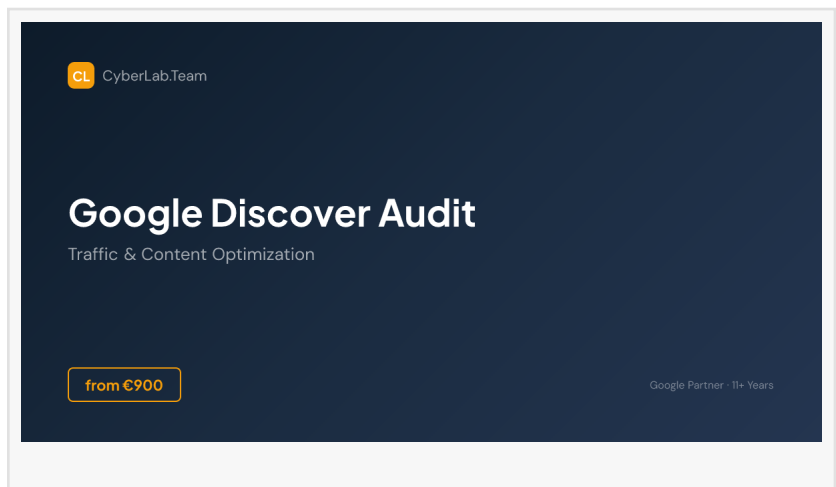 CL CyberLab.Team
Google Discover Audit
Traffic & Content Optimization
from €900
Google Partner · 11+ Years